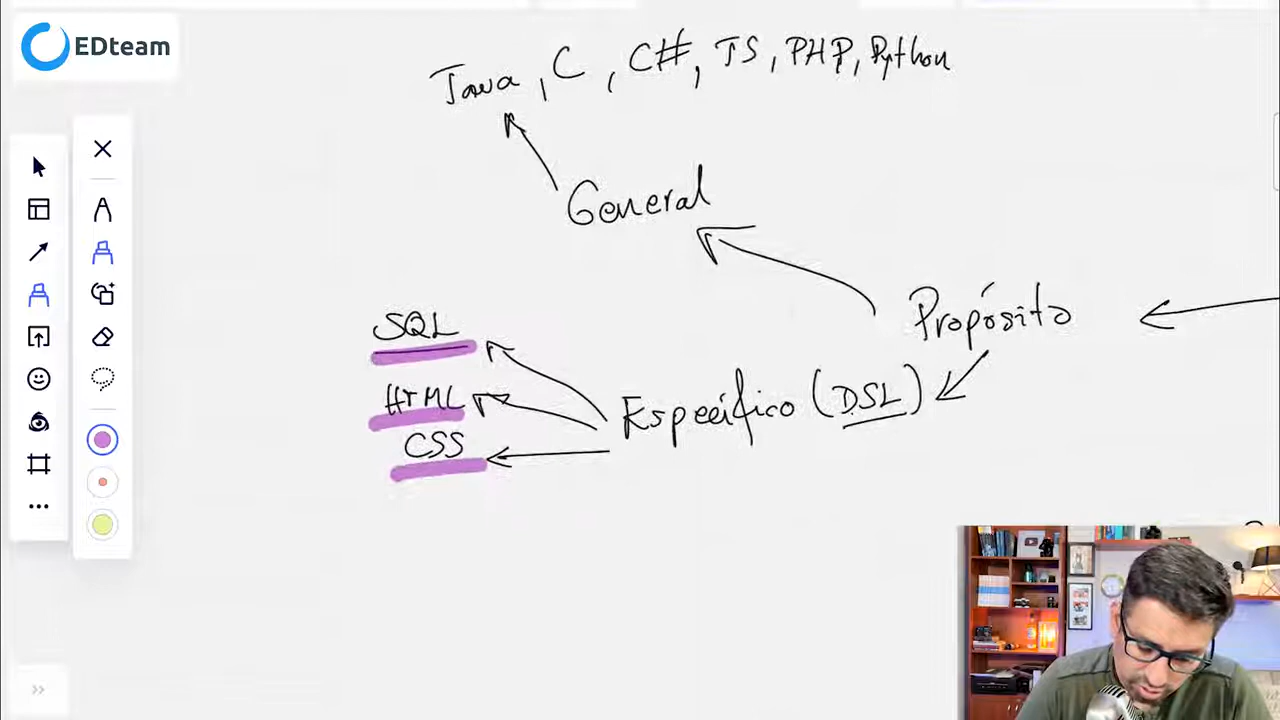 EDteam
Java, C, C#, TS, PHP, Python
General
Propósito
SQL
HTML
Específico (DSL)
CSS